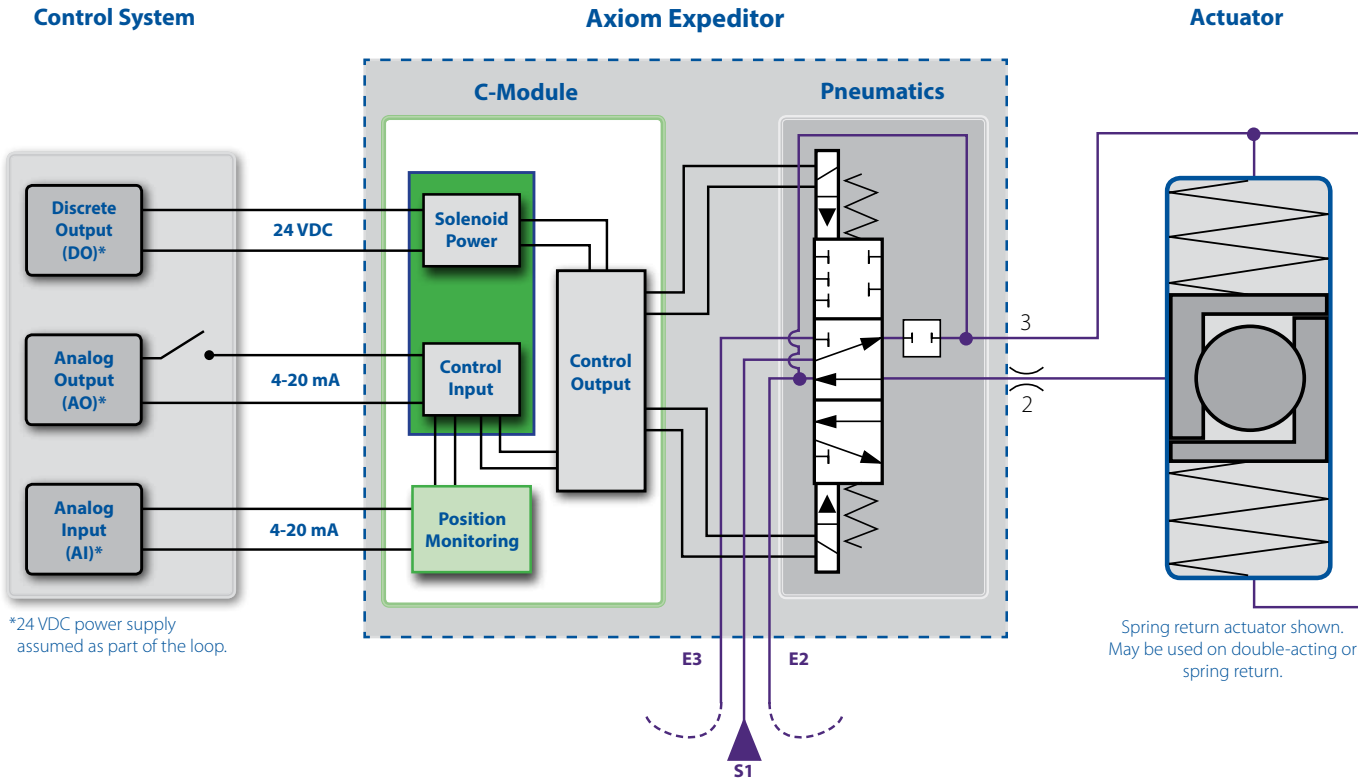 Control System
Axiom Expeditor
Actuator
C-Module
Pneumatics
Discrete
Output
(DO)*
24 VDC
Solenoid
Power
Analog
Output
(AO)*
4-20 mA
Control
Input
Control
Output
3
2
Analog
Input
(AI)*
4-20 mA
Position
Monitoring
*24 VDC power supply
assumed as part of the loop.
E3
E2
S1
Spring return actuator shown.
May be used on double-acting or
spring return.